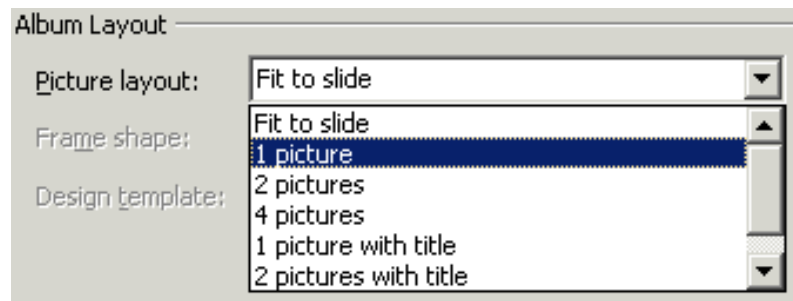 Album Layout
Picture layout: Fit to slide
Fit to slide
Frame shape:
1 picture
2 pictures
Design template:
4 pictures
1 picture with title
2 pictures with title